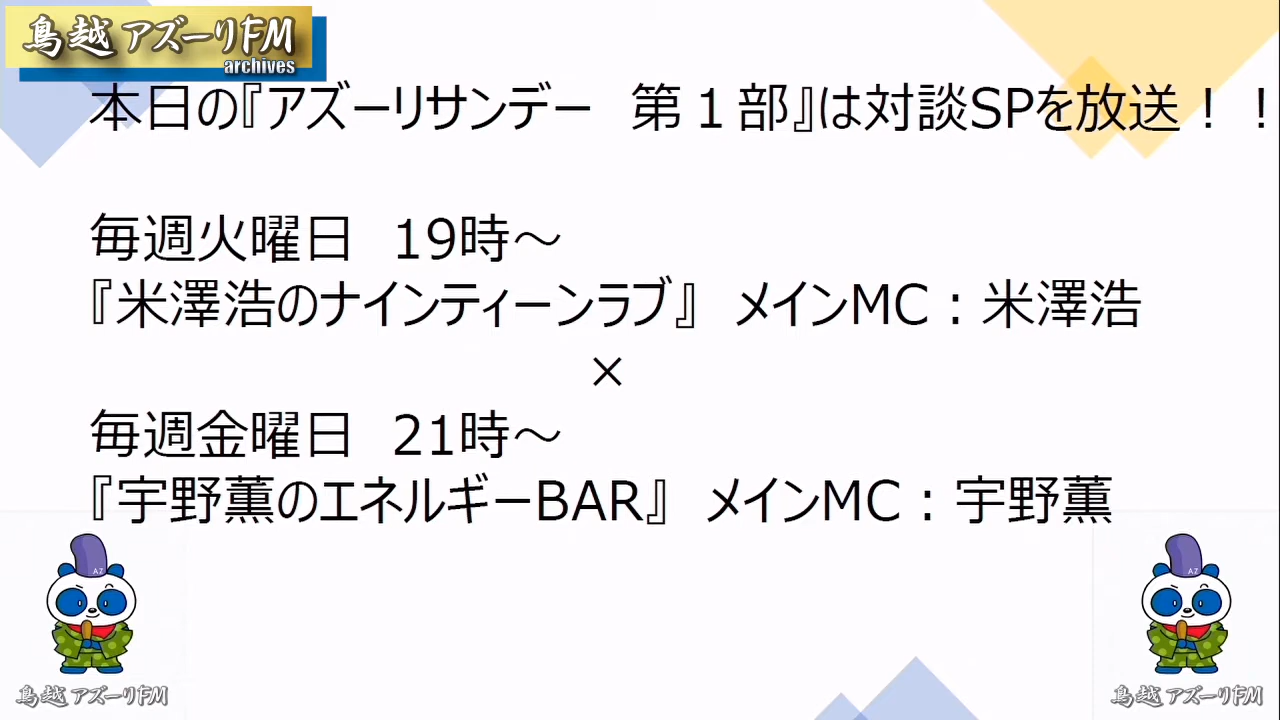 鳥越アズーリFM
archives
本日の『アズーリサンデー　第１部』は対談SPを放送！！
毎週火曜日　19時～
『米澤浩のナインティーンラブ』　メインMC：米澤浩
×
毎週金曜日　21時～
『宇野薫のエネルギーBAR』　メインMC：宇野薫
AZ
鳥越アズーリFM
AZ
鳥越アズーリFM